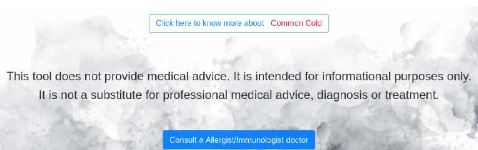 Click here to know more about Common Cold
This tool does not provide medical advice. It is intended for informational purposes only.
It is not a substitute for professional medical advice, diagnosis or treatment.
Consult a Allergist/Immunologist doctor